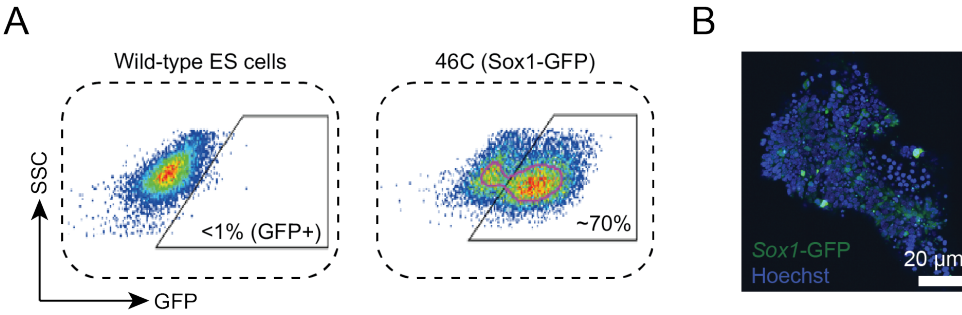 A
Wild-type ES cells
46C (Sox1-GFP)
SSC
<1% (GFP+)
~70%
GFP
B
Sox1-GFP
Hoechst
20 µm